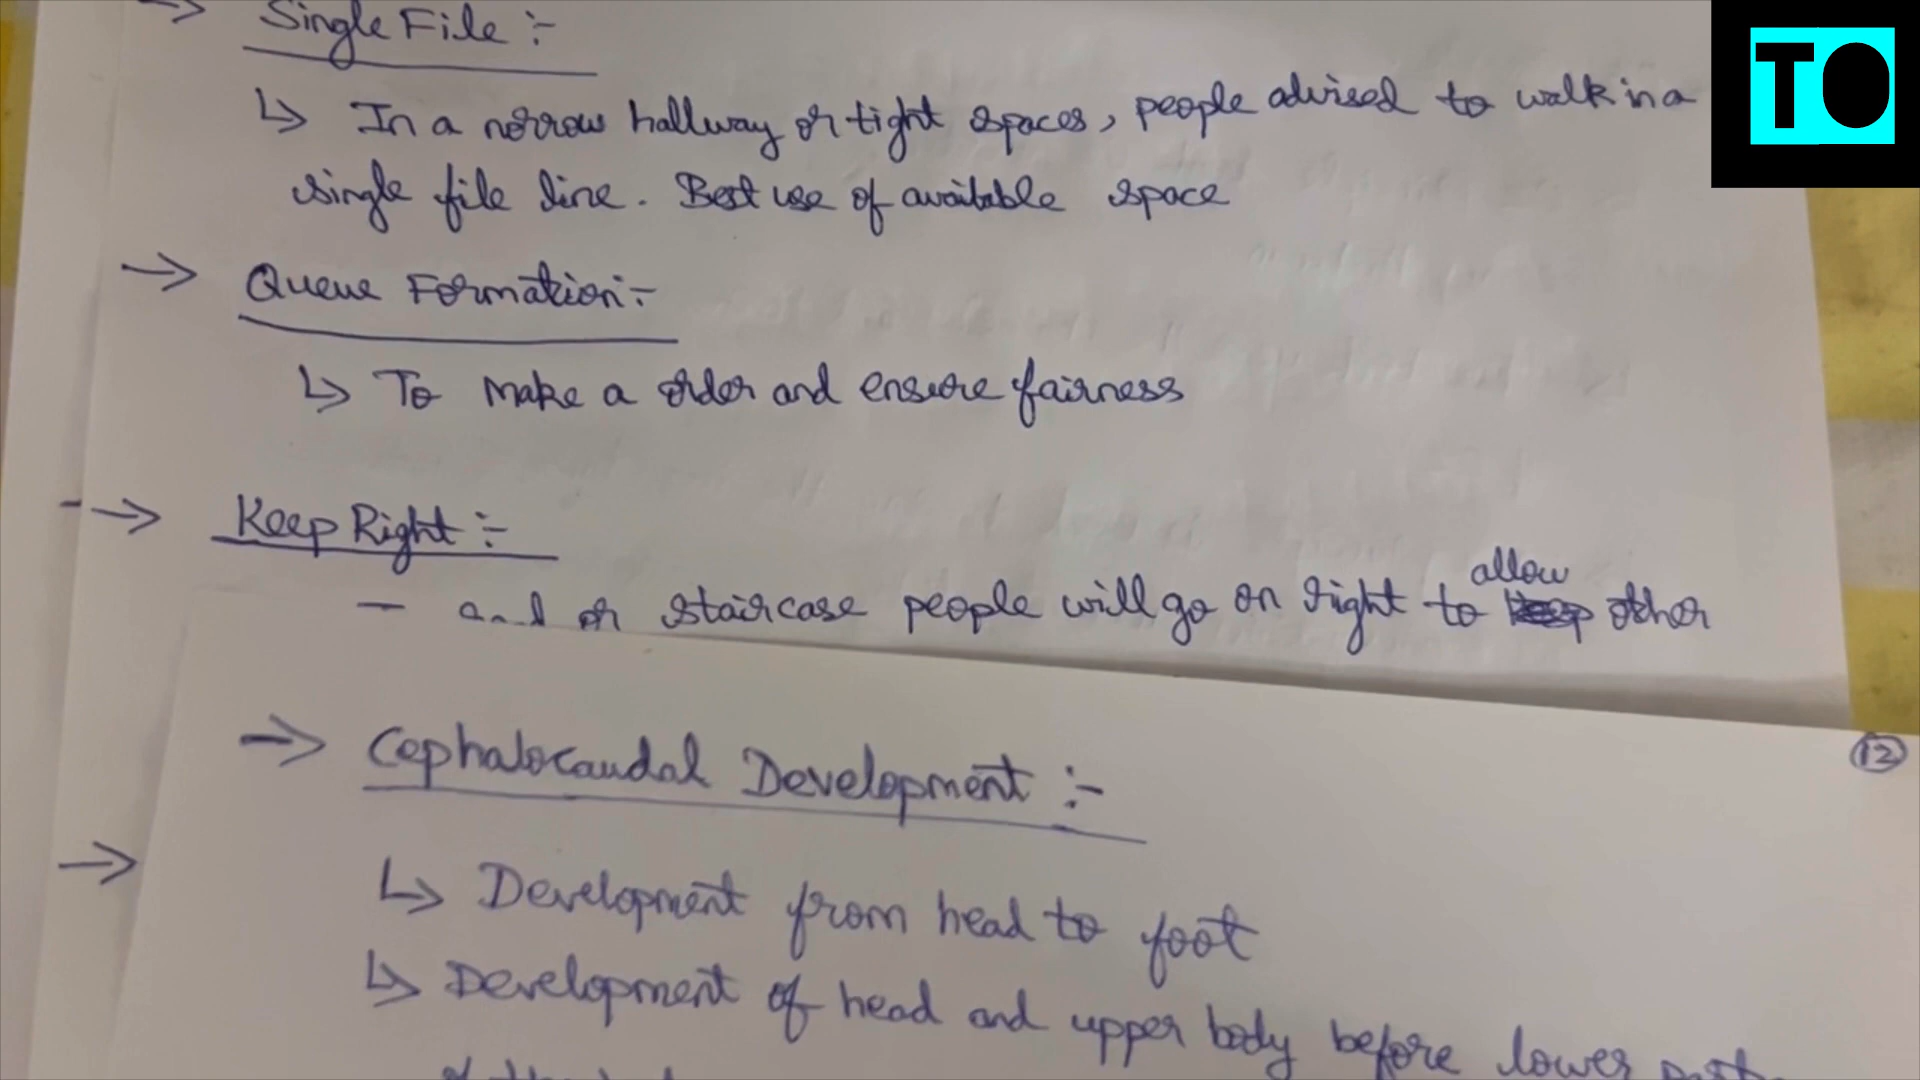 → Single File :-
↳ In a norrow hallway or tight spaces, people advised to walk in a
single file line. Best use of available space
→ Queue Formation:-
↳ To make a order and ensure fairness
→ Keep Right :-
allow
- or staircase people will go on right to other
→ Cephalocaudal Development :-
12
→
↳ Development from head to foot
↳ Development of head and upper body before lower
TO